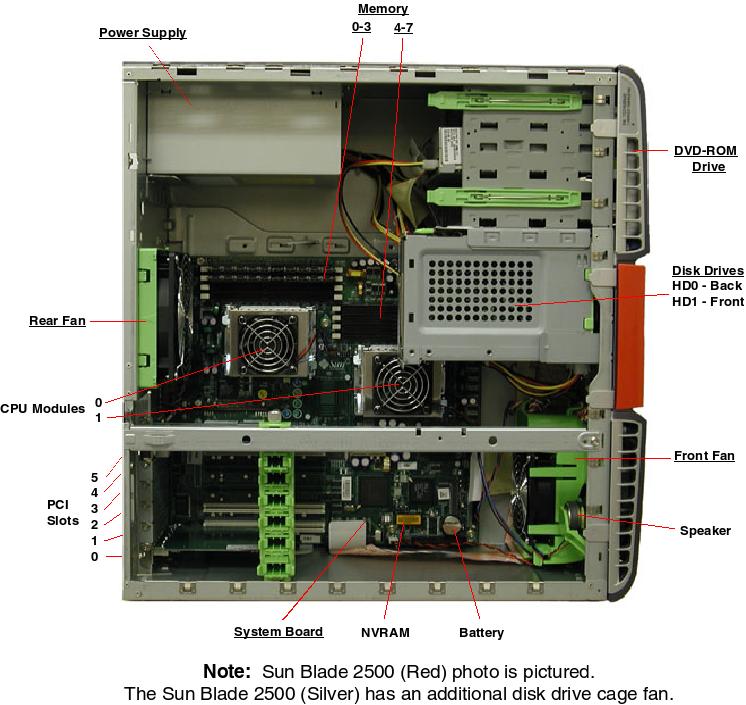 Memory
Power Supply
0-3
4-7
DVD-ROM
Drive
Disk Drives
HD0 - Back
HD1 - Front
Rear Fan
CPU Modules
0
1
Front Fan
PCI
Slots
5
4
3
2
1
0
Speaker
System Board
NVRAM
Battery
Note: Sun Blade 2500 (Red) photo is pictured.
The Sun Blade 2500 (Silver) has an additional disk drive cage fan.